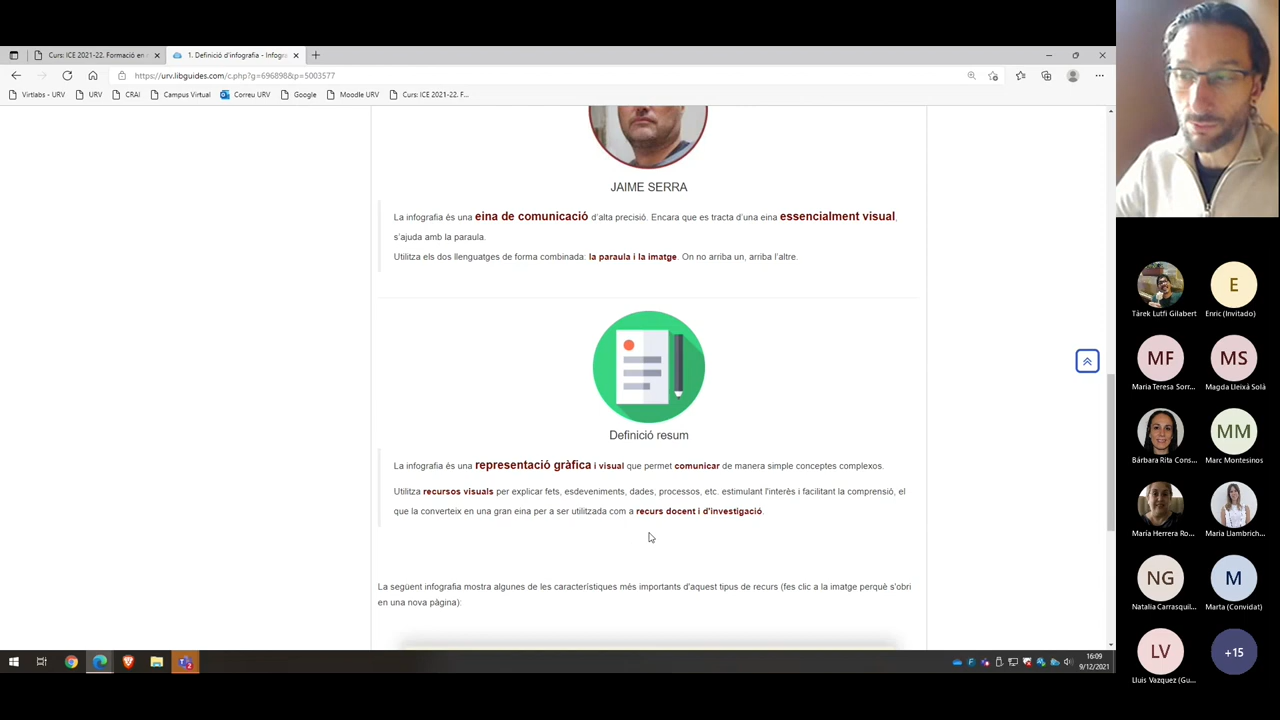 Curs: ICE 2021-22. Formació en
1. Definició d'infografia - Infogra
https://urv.libguides.com/c.php?g=696898&p=5003577
Virtlabs - URV
URV
CRAI
Campus Virtual
Correu URV
Google
Moodle URV
Curs: ICE 2021-22. F...
JAIME SERRA
La infografia és una eina de comunicació d'alta precisió. Encara que es tracta d'una eina essencialment visual,
s'ajuda amb la paraula.
Utilitza els dos llenguatges de forma combinada: la paraula i la imatge. On no arriba un, arriba l'altre.
Definició resum
La infografia és una representació gràfica i visual que permet comunicar de manera simple conceptes complexos.
Utilitza recursos visuals per explicar fets, esdeveniments, dades, processos, etc. estimulant l'interès i facilitant la comprensió, el
que la converteix en una gran eina per a ser utilitzada com a recurs docent i d'investigació.
La següent infografia mostra algunes de les característiques més importants d'aquest tipus de recurs (fes clic a la imatge perquè s'obri
en una nova pàgina):
16:09
9/12/2021
E
Tàrek Lutfi Gilabert
Enric (Invitado)
MF
MS
Maria Teresa Sorr...
Magda Lleixà Solà
MM
Bárbara Rita Cons...
Marc Montesinos
María Herrera Ro...
Maria Llambrich...
NG
M
Natalia Carrasquil...
Marta (Convidat)
LV
+15
Lluis Vazquez (Gu...